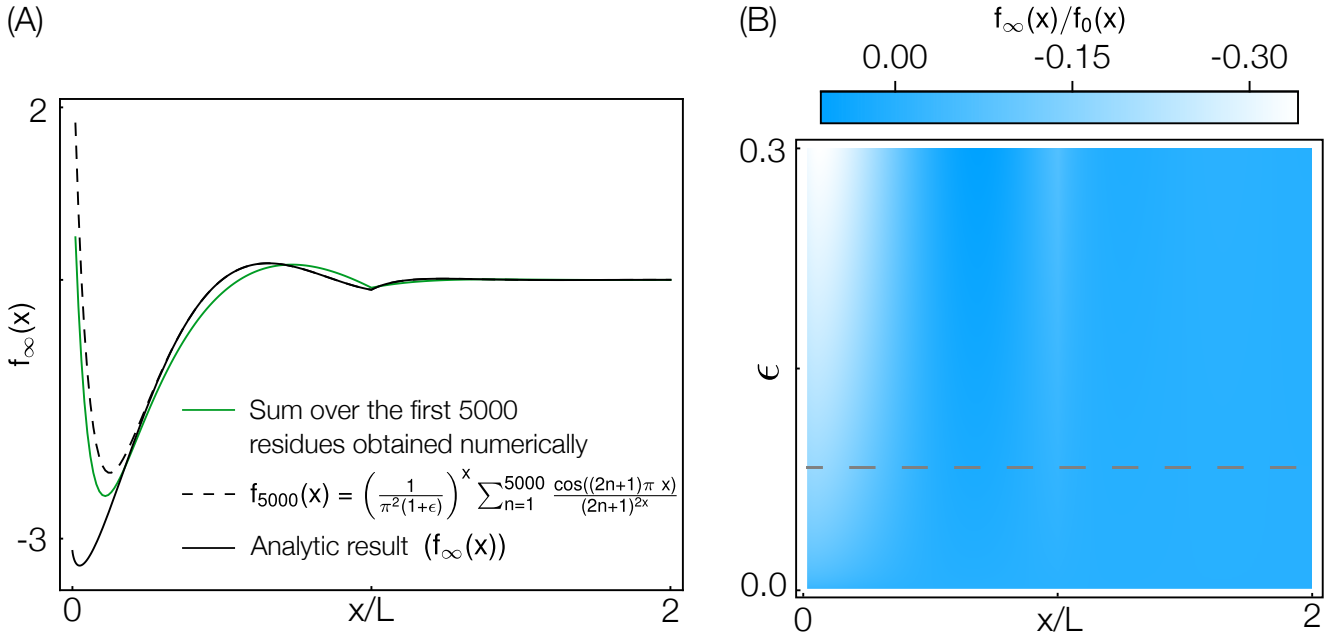 (A)
2
-3
f∞(x)
0
x/L
2
Sum over the first 5000
residues obtained numerically
f₅₀₀₀(x) = (1/(π²(1+ϵ)))^x ∑_{n=1}^{5000} cos((2n+1)π x)/(2n+1)^{2x}
Analytic result (f∞(x))
(B)
f∞(x)/f₀(x)
0.00 -0.15 -0.30
0.3
ϵ
0.0
0
x/L
2